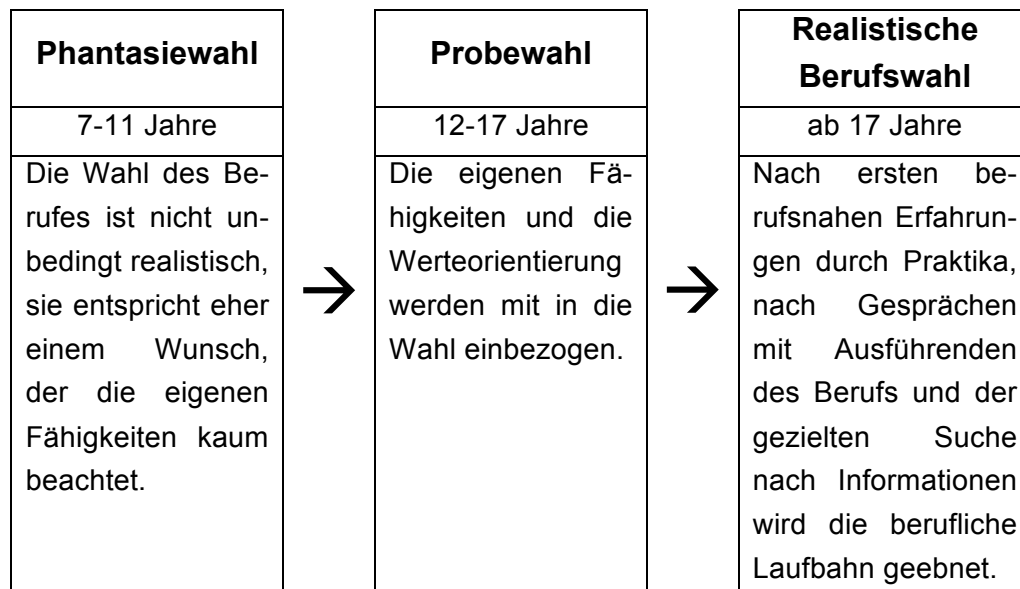 Phantasiewahl
7-11 Jahre
Die Wahl des Be-
rufes ist nicht un-
bedingt realistisch,
sie entspricht eher
einem Wunsch,
der die eigenen
Fähigkeiten kaum
beachtet.
→
Probewahl
12-17 Jahre
Die eigenen Fä-
higkeiten und die
Werteorientierung
werden mit in die
Wahl einbezogen.
→
Realistische
Berufswahl
ab 17 Jahre
Nach ersten be-
rufsnahen Erfahrun-
gen durch Praktika,
nach Gesprächen
mit Ausführenden
des Berufs und der
gezielten Suche
nach Informationen
wird die berufliche
Laufbahn geebnet.